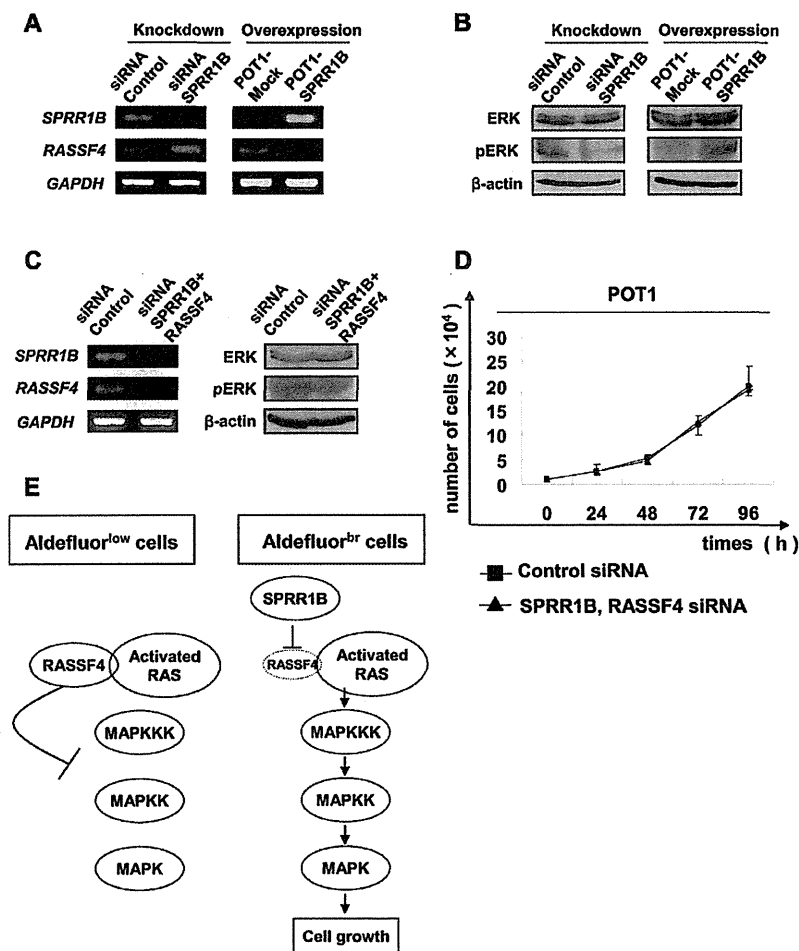 A
Knockdown Overexpression
siRNA Control
siRNA SPRR1B
POT1-Mock
POT1-SPRR1B
SPRR1B
RASSF4
GAPDH
B
Knockdown Overexpression
siRNA Control
siRNA SPRR1B
POT1-Mock
POT1-SPRR1B
ERK
pERK
β-actin
C
siRNA Control
siRNA SPRR1B+ RASSF4
SPRR1B
RASSF4
GAPDH
siRNA Control
siRNA SPRR1B+ RASSF4
ERK
pERK
β-actin
D
POT1
number of cells (×10⁴)
30
25
20
15
10
5
0
0 24 48 72 96
times ( h )
Control siRNA
SPRR1B, RASSF4 siRNA
E
Aldefluorlow cells
RASSF4
Activated
RAS
MAPKKK
MAPKK
MAPK
Aldefluorbr cells
SPRR1B
RASSF4
Activated
RAS
MAPKKK
MAPKK
MAPK
Cell growth